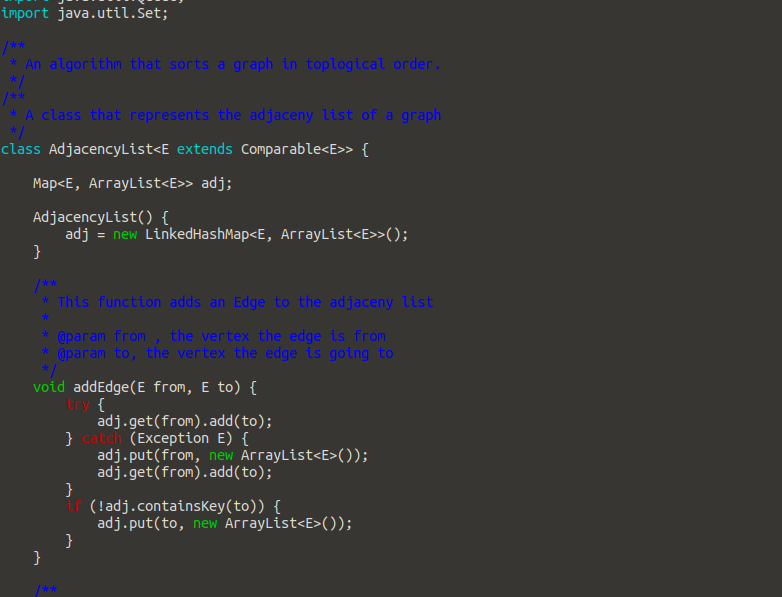 import java.util.Queue;
import java.util.Set;

/**
 * An algorithm that sorts a graph in toplogical order.
 */
/**
 * A class that represents the adjaceny list of a graph
 */
class AdjacencyList<E extends Comparable<E>> {

    Map<E, ArrayList<E>> adj;

    AdjacencyList() {
        adj = new LinkedHashMap<E, ArrayList<E>>();
    }

    /**
     * This function adds an Edge to the adjaceny list
     *
     * @param from , the vertex the edge is from
     * @param to, the vertex the edge is going to
     */
    void addEdge(E from, E to) {
        try {
            adj.get(from).add(to);
        } catch (Exception E) {
            adj.put(from, new ArrayList<E>());
            adj.get(from).add(to);
        }
        if (!adj.containsKey(to)) {
            adj.put(to, new ArrayList<E>());
        }
    }

    /**